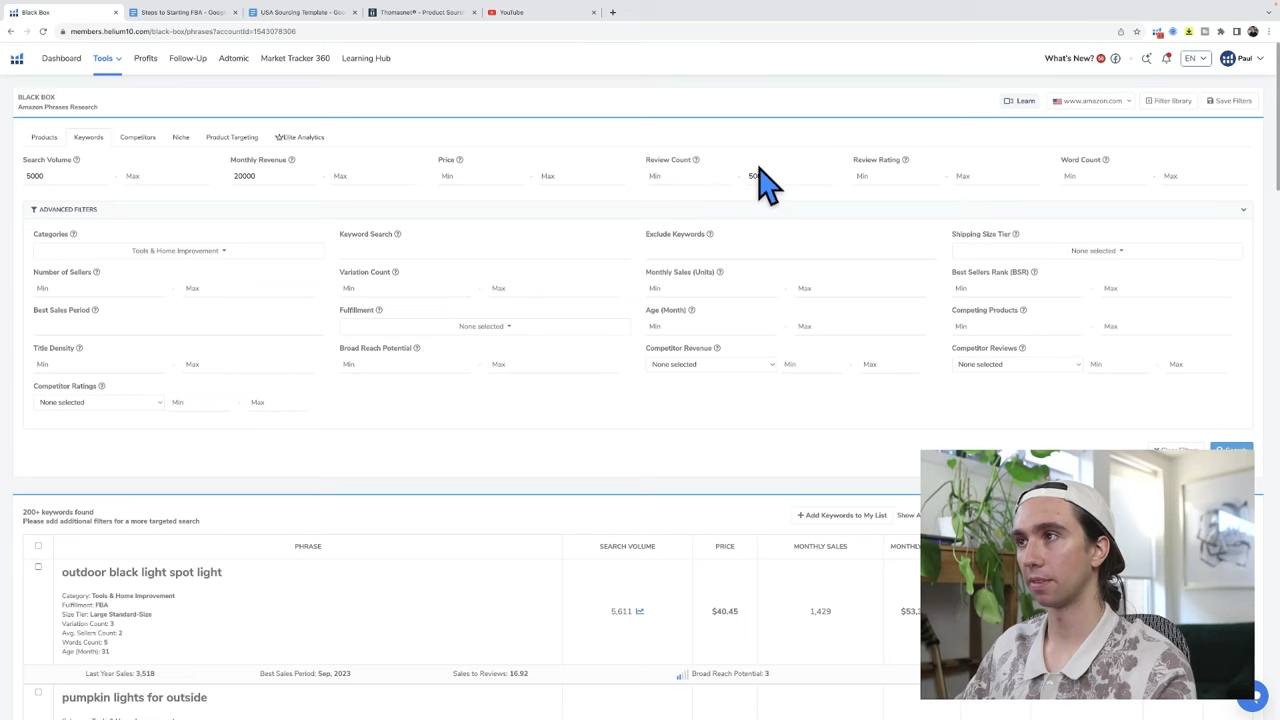 Black Box
Steps to Starting FBA - Googl
USA Sourcing Template - Goo
Thomasnet® - Product Sourc
YouTube
members.helium10.com/black-box/phrases?accountId=1543078306
Dashboard Tools Profits Follow-Up Adtomic Market Tracker 360 Learning Hub What's New? EN Paul
BLACK BOX
Amazon Phrases Research
Learn www.amazon.com Filter library Save Filters
Products Keywords Competitors Niche Product Targeting Elite Analytics
Search Volume Monthly Revenue Price Review Count Review Rating Word Count
5000 - Max 20000 - Max Min - Max Min - Min - Max Min - Max
ADVANCED FILTERS
Categories Keyword Search Exclude Keywords Shipping Size Tier
Tools & Home Improvement None selected
Number of Sellers Variation Count Monthly Sales (Units) Best Sellers Rank (BSR)
Min - Max Min - Max Min - Max Min - Max
Best Sales Period Fulfillment Age (Month) Competing Products
None selected Min - Max Min - Max
Title Density Broad Reach Potential Competitor Revenue Competitor Reviews
Min - Max Min - Max None selected Min - Max None selected Min - Max
Competitor Ratings
None selected Min - Max
200+ keywords found
Please add additional filters for a more targeted search
+ Add Keywords to My List Show A
PHRASE SEARCH VOLUME PRICE MONTHLY SALES MONTHL
outdoor black light spot light
Category: Tools & Home Improvement
Fulfillment: FBA
Size Tier: Large Standard-Size
Variation Count: 3
Avg. Sellers Count: 2
Words Count: 5
Age (Month): 31
5,611 $40.45 1,429 $53,
Last Year Sales: 3,518 Best Sales Period: Sep, 2023 Sales to Reviews: 16.92 Broad Reach Potential: 3
pumpkin lights for outside